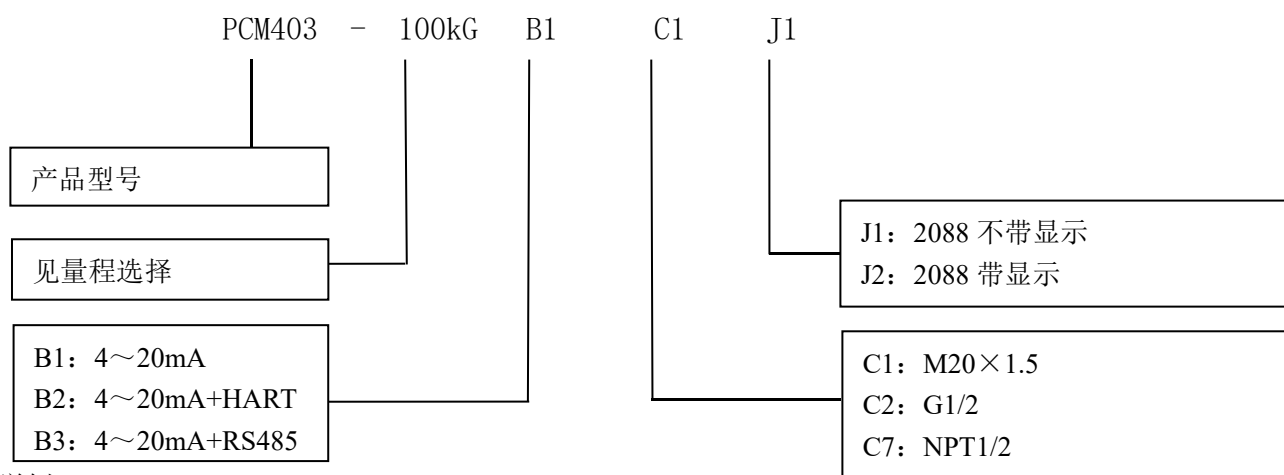 PCM403 - 100kG B1 C1 J1
产品型号
见量程选择
B1：4～20mA
B2：4～20mA+HART
B3：4～20mA+RS485
J1：2088 不带显示
J2：2088 带显示
C1：M20×1.5
C2：G1/2
C7：NPT1/2